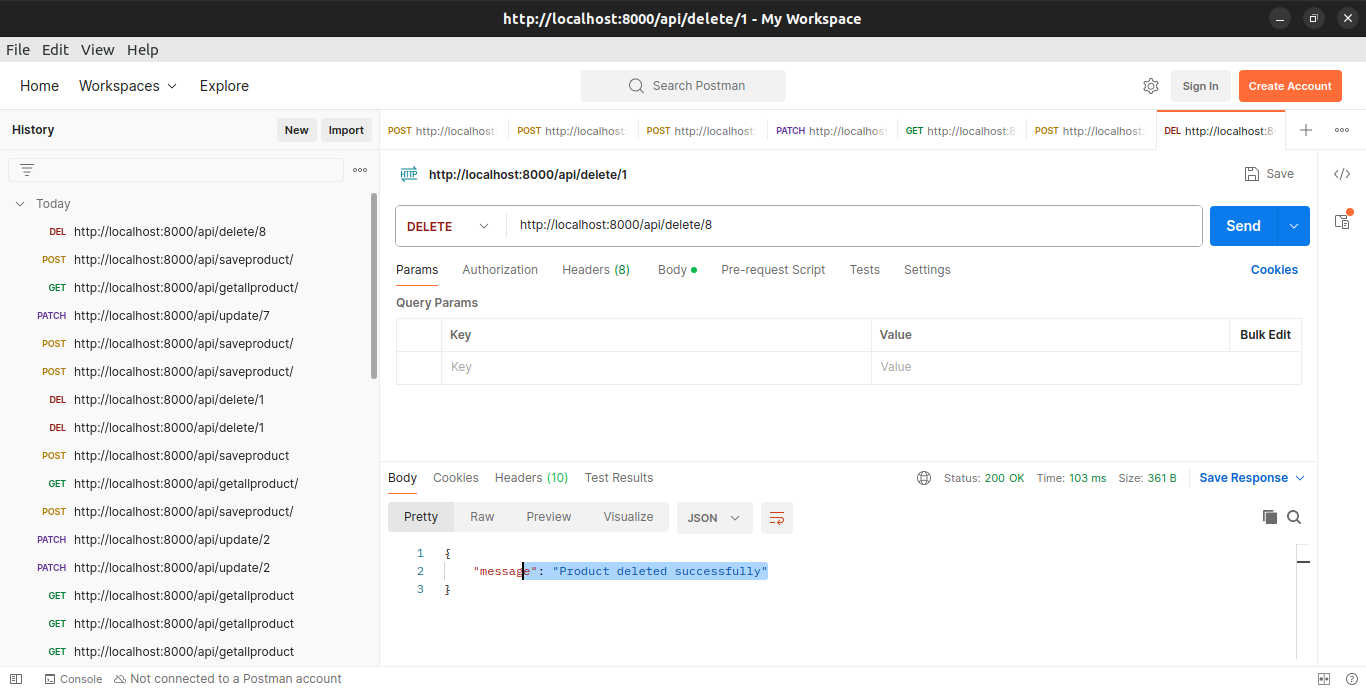 http://localhost:8000/api/delete/1 - My Workspace
File Edit View Help
Home Workspaces Explore Search Postman Sign In Create Account
History New Import
POST http://localhost: POST http://localhost: POST http://localhost: PATCH http://localhost GET http://localhost:8 POST http://localhost: DEL http://localhost:8
HTTP http://localhost:8000/api/delete/1 Save
Today
DEL http://localhost:8000/api/delete/8
POST http://localhost:8000/api/saveproduct/
GET http://localhost:8000/api/getallproduct/
PATCH http://localhost:8000/api/update/7
POST http://localhost:8000/api/saveproduct/
POST http://localhost:8000/api/saveproduct/
DEL http://localhost:8000/api/delete/1
DEL http://localhost:8000/api/delete/1
POST http://localhost:8000/api/saveproduct
GET http://localhost:8000/api/getallproduct/
POST http://localhost:8000/api/saveproduct/
PATCH http://localhost:8000/api/update/2
PATCH http://localhost:8000/api/update/2
GET http://localhost:8000/api/getallproduct
GET http://localhost:8000/api/getallproduct
GET http://localhost:8000/api/getallproduct
DELETE http://localhost:8000/api/delete/8 Send
Params Authorization Headers (8) Body Pre-request Script Tests Settings Cookies
Query Params
Key Value Bulk Edit
Key Value
Body Cookies Headers (10) Test Results Status: 200 OK Time: 103 ms Size: 361 B Save Response
Pretty Raw Preview Visualize JSON
1 {
2 "message": "Product deleted successfully"
3 }
Console Not connected to a Postman account